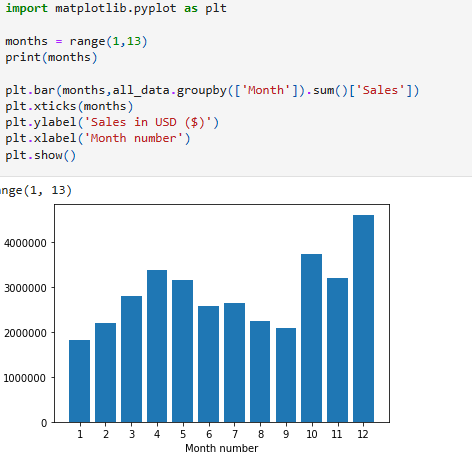 import matplotlib.pyplot as plt
months = range(1,13)
print(months)
plt.bar(months,all_data.groupby(['Month']).sum()['Sales'])
plt.xticks(months)
plt.ylabel('Sales in USD ($)')
plt.xlabel('Month number')
plt.show()
nge(1, 13)
4000000
3000000
2000000
1000000
0
1 2 3 4 5 6 7 8 9 10 11 12
Month number